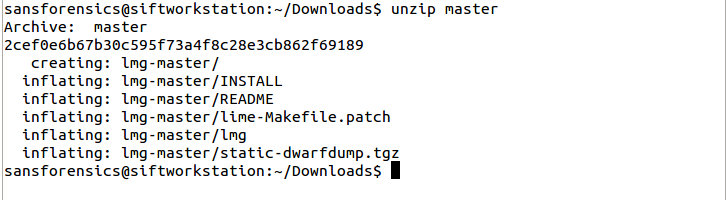 sansforensics@siftworkstation:~/Downloads$ unzip master
Archive:  master
2cef0e6b67b30c595f73a4f8c28e3cb862f69189
   creating: lmg-master/
  inflating: lmg-master/INSTALL
  inflating: lmg-master/README
  inflating: lmg-master/lime-Makefile.patch
  inflating: lmg-master/lmg
  inflating: lmg-master/static-dwarfdump.tgz
sansforensics@siftworkstation:~/Downloads$